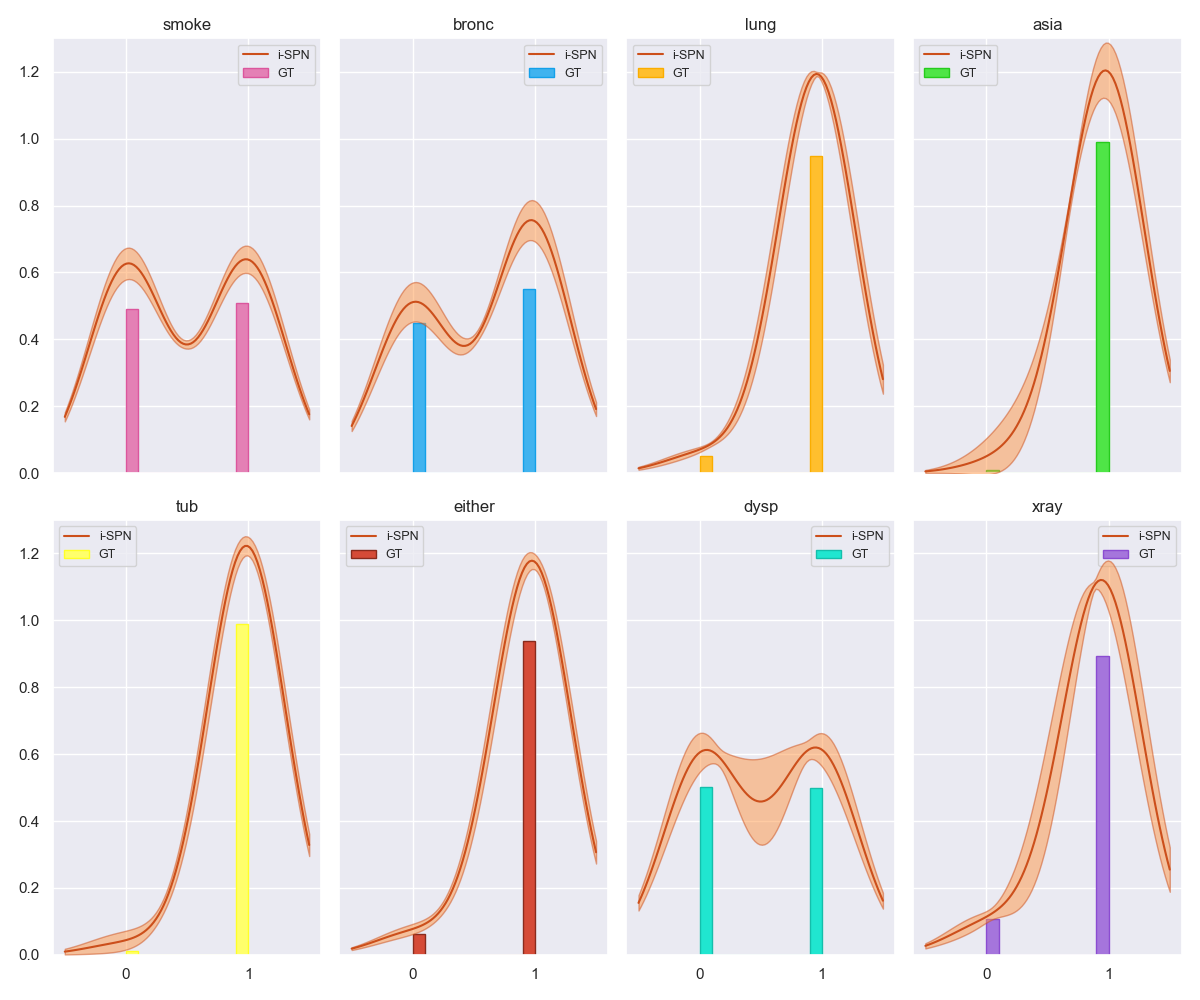 smoke
bronc
lung
asia
i-SPN
GT
i-SPN
GT
i-SPN
GT
i-SPN
GT
1.2
1.0
0.8
0.6
0.4
0.2
0.0
tub
either
dysp
xray
i-SPN
GT
i-SPN
GT
i-SPN
GT
i-SPN
GT
1.2
1.0
0.8
0.6
0.4
0.2
0.0
0 1
0 1
0 1
0 1